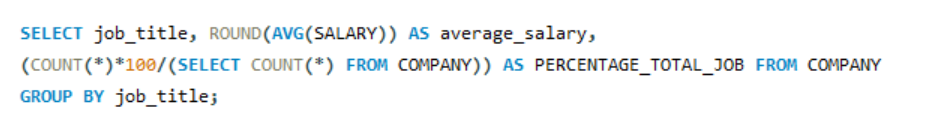 SELECT job_title, ROUND(AVG(SALARY)) AS average_salary,
(COUNT(*)*100/(SELECT COUNT(*) FROM COMPANY)) AS PERCENTAGE_TOTAL_JOB FROM COMPANY
GROUP BY job_title;